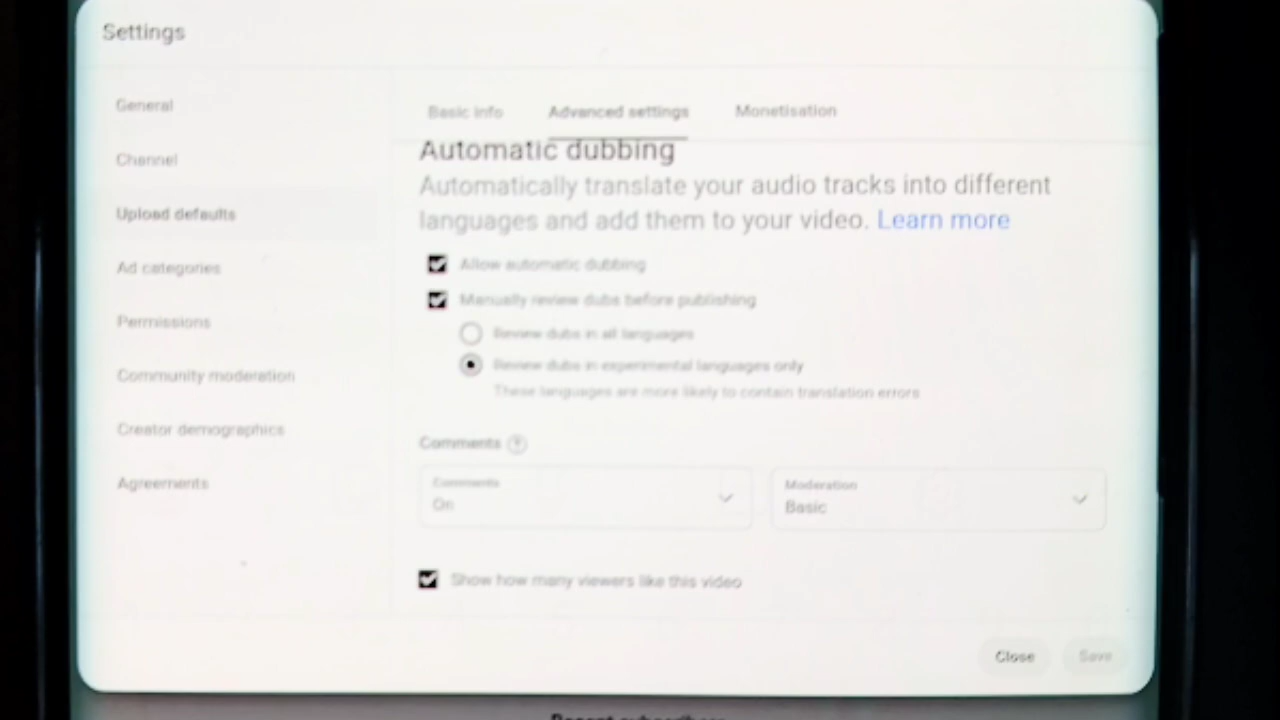 Settings
General
Channel
Upload defaults
Ad categories
Permissions
Community moderation
Creator demographics
Agreements
Basic info
Advanced settings
Monetisation
Automatic dubbing
Automatically translate your audio tracks into different
languages and add them to your video. Learn more
Allow automatic dubbing
Manually review dubs before publishing
Review dubs in all languages
Review dubs in experimental languages only
These languages are more likely to contain translation errors
Comments ?
Comments
On
Moderation
Basic
Show how many viewers like this video
Close
Save